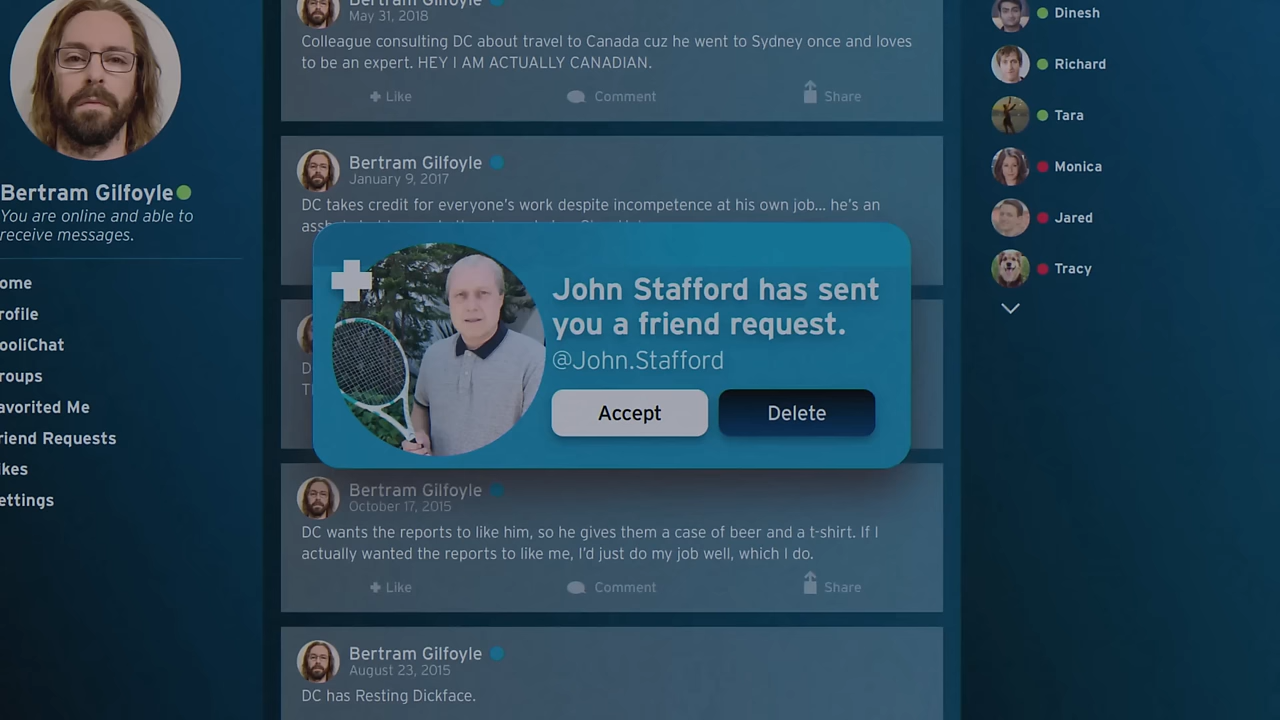 Bertram Gilfoyle
You are online and able to
receive messages.
ome
rofile
ooliChat
roups
avorited Me
riend Requests
ikes
ettings
Bertram Gilfoyle
May 31, 2018
Colleague consulting DC about travel to Canada cuz he went to Sydney once and loves
to be an expert. HEY I AM ACTUALLY CANADIAN.
Like Comment Share
Bertram Gilfoyle
January 9, 2017
DC takes credit for everyone's work despite incompetence at his own job... he's an
John Stafford has sent
you a friend request.
@John.Stafford
Accept Delete
Bertram Gilfoyle
October 17, 2015
DC wants the reports to like him, so he gives them a case of beer and a t-shirt. If I
actually wanted the reports to like me, I'd just do my job well, which I do.
Like Comment Share
Bertram Gilfoyle
August 23, 2015
DC has Resting Dickface.
Dinesh
Richard
Tara
Monica
Jared
Tracy